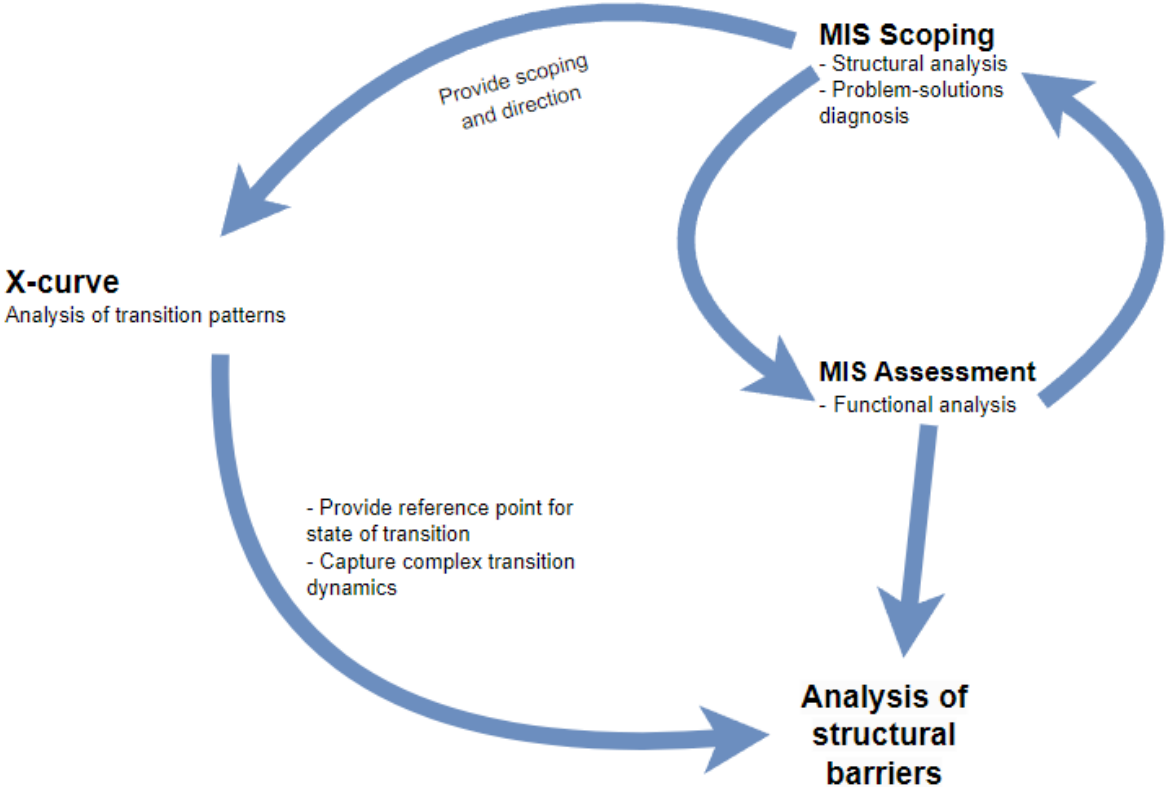 MIS Scoping
- Structural analysis
- Problem-solutions
diagnosis
Provide scoping
and direction
X-curve
Analysis of transition patterns
MIS Assessment
- Functional analysis
- Provide reference point for
state of transition
- Capture complex transition
dynamics
Analysis of
structural
barriers